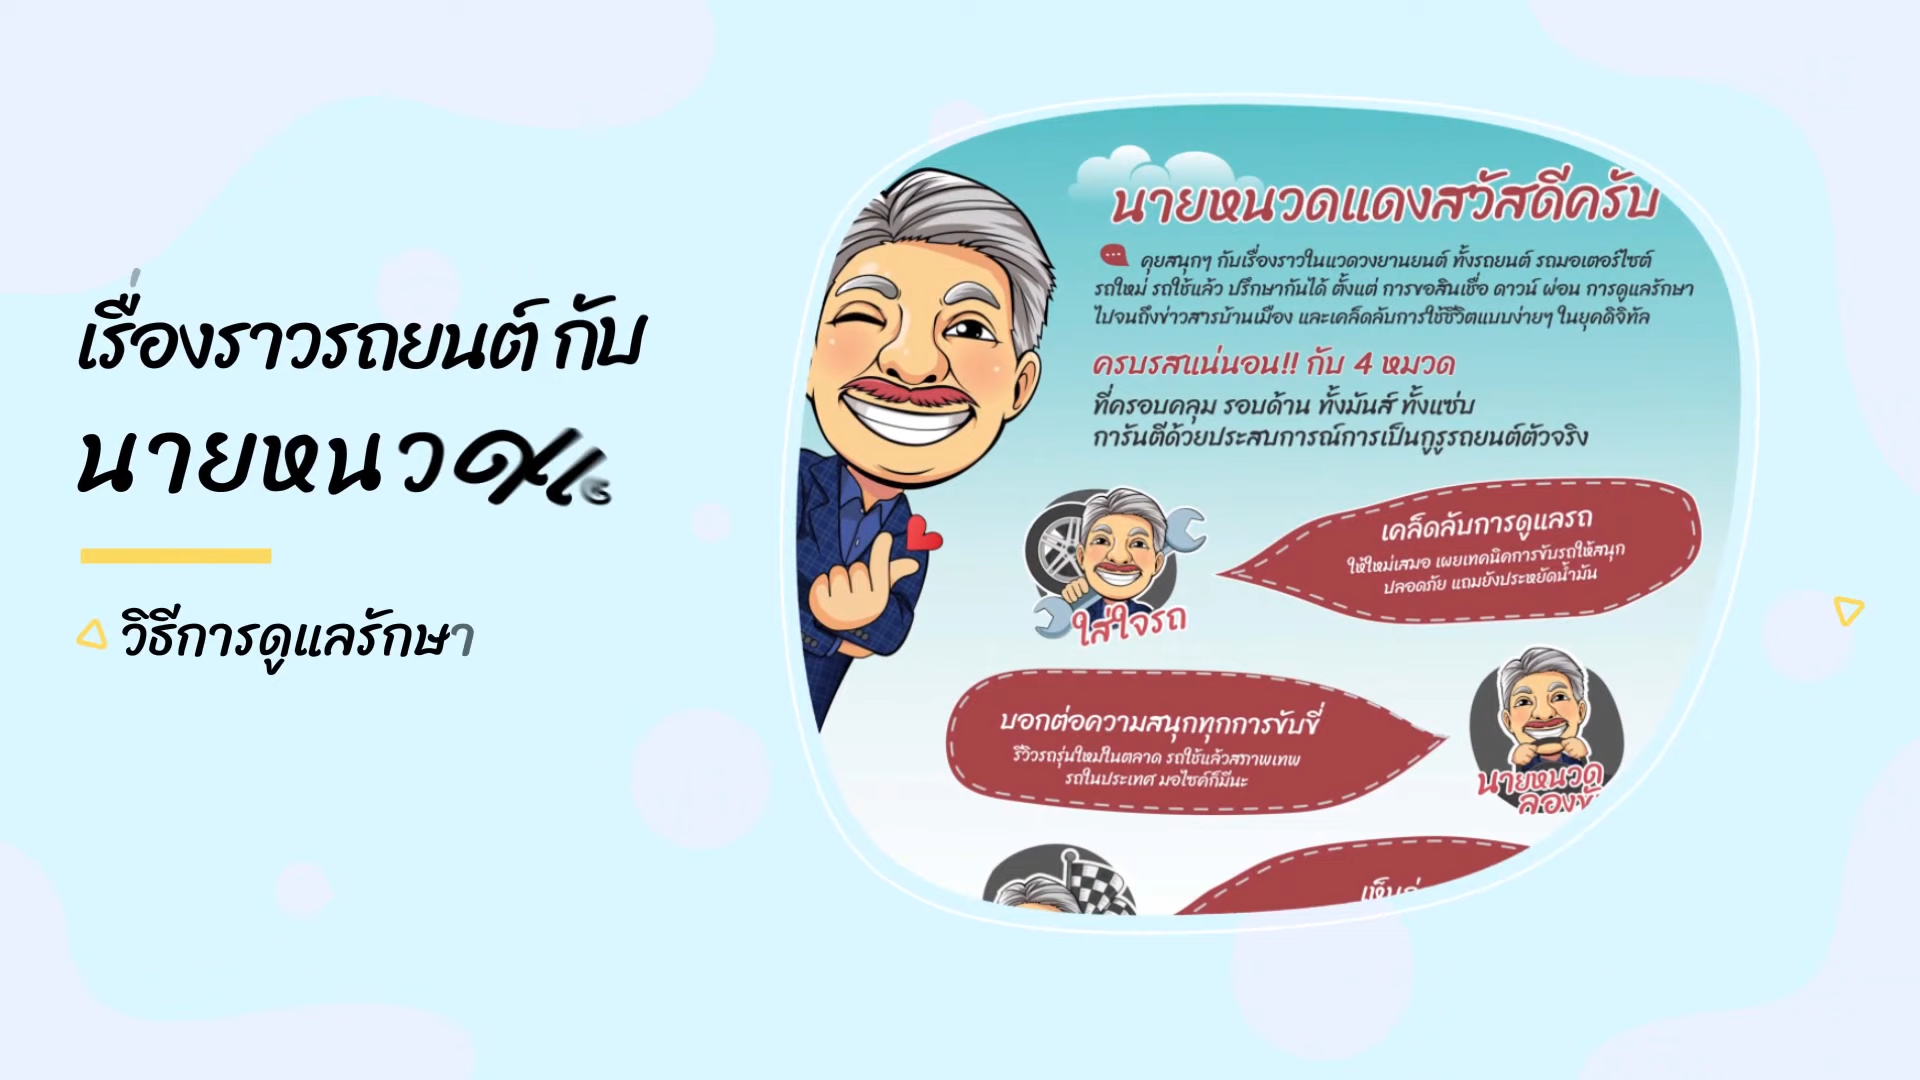 เรื่องราวรถยนต์ กับ
นายหนวด
วิธีการดูแลรักษา
นายหนวดแดงสวัสดีครับ
คุยสนุกๆ กับเรื่องราวในแวดวงยานยนต์ ทั้งรถยนต์ รถมอเตอร์ไซต์
รถใหม่ รถใช้แล้ว ปรึกษากันได้ ตั้งแต่ การขอสินเชื่อ ดาวน์ ผ่อน การดูแลรักษา
ไปจนถึงข่าวสารบ้านเมือง และเคล็ดลับการใช้ชีวิตแบบง่ายๆ ในยุคดิจิทัล
ครบรสแน่นอน!! กับ 4 หมวด
ที่ครอบคลุม รอบด้าน ทั้งมันส์ ทั้งแซ่บ
การันตีด้วยประสบการณ์การเป็นกูรูรถยนต์ตัวจริง
เคล็ดลับการดูแลรถ
ให้ใหม่เสมอ เผยเทคนิคการขับรถให้สนุก
ปลอดภัย แถมยังประหยัดน้ำมัน
ใส่ใจรถ
บอกต่อความสนุกทุกการขับขี่
รีวิวรถรุ่นใหม่ในตลาด รถใช้แล้วสภาพเทพ
รถในประเทศ มอไซค์ก็มีนะ
นายหนวด